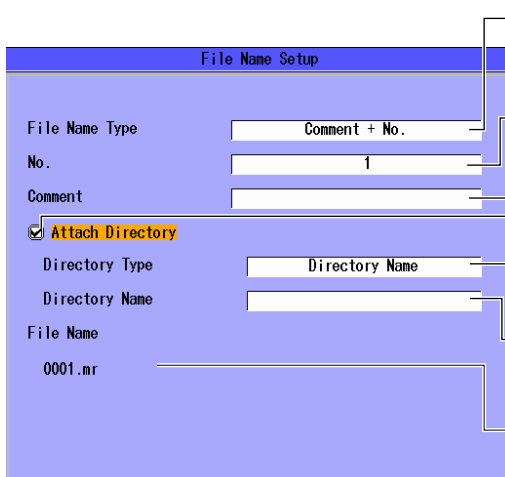 File Name Setup
File Name Type Comment + No.
No. 1
Comment
Attach Directory
Directory Type Directory Name
Directory Name
File Name
0001.mr